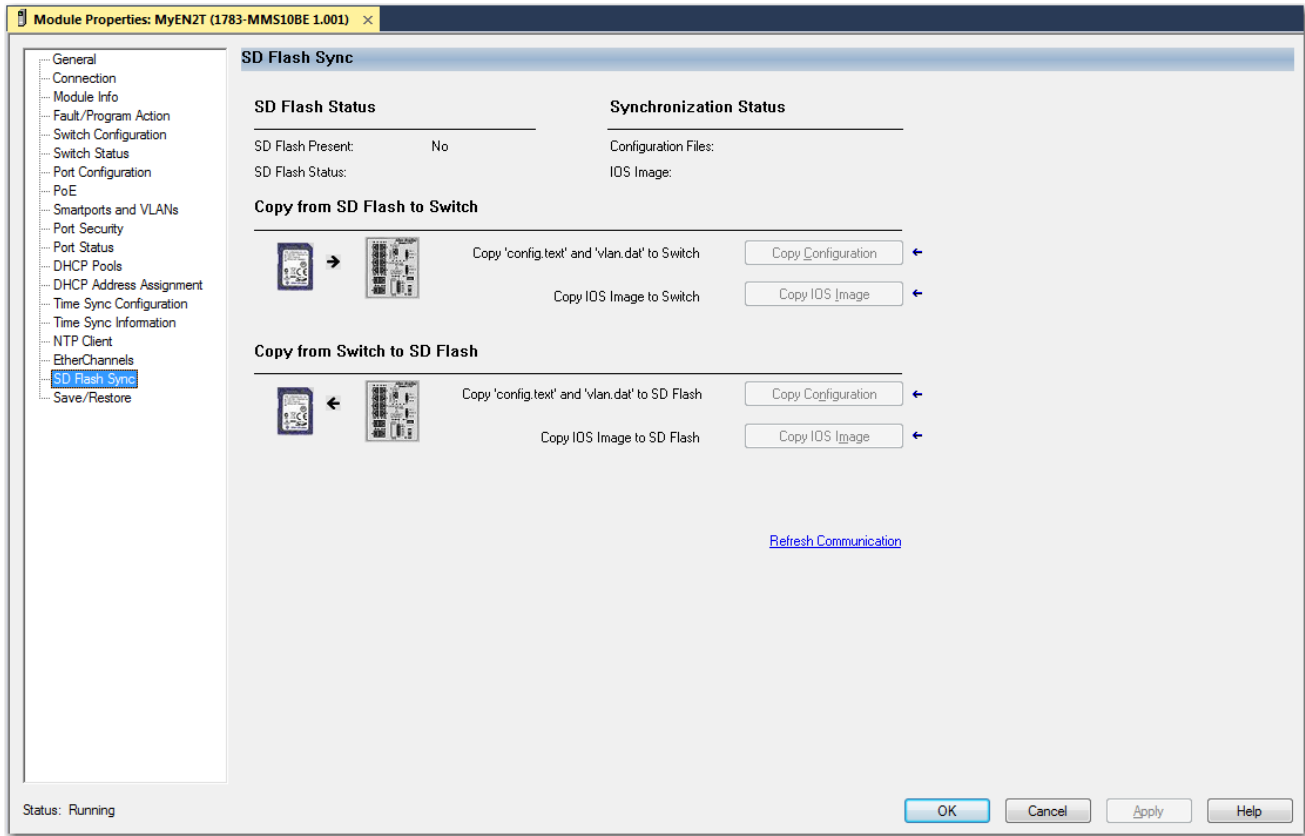 Module Properties: MyEN2T (1783-MMS10BE 1.001) ×
General
Connection
Module Info
Fault/Program Action
Switch Configuration
Switch Status
Port Configuration
PoE
Smartports and VLANs
Port Security
Port Status
DHCP Pools
DHCP Address Assignment
Time Sync Configuration
Time Sync Information
NTP Client
EtherChannels
SD Flash Sync
Save/Restore
SD Flash Sync
SD Flash Status
SD Flash Present: No
SD Flash Status:
Synchronization Status
Configuration Files:
IOS Image:
Copy from SD Flash to Switch
Copy 'config.text' and 'vlan.dat' to Switch Copy Configuration
Copy IOS Image to Switch Copy IOS Image
Copy from Switch to SD Flash
Copy 'config.text' and 'vlan.dat' to SD Flash Copy Configuration
Copy IOS Image to SD Flash Copy IOS Image
Refresh Communication
Status: Running
OK Cancel Apply Help